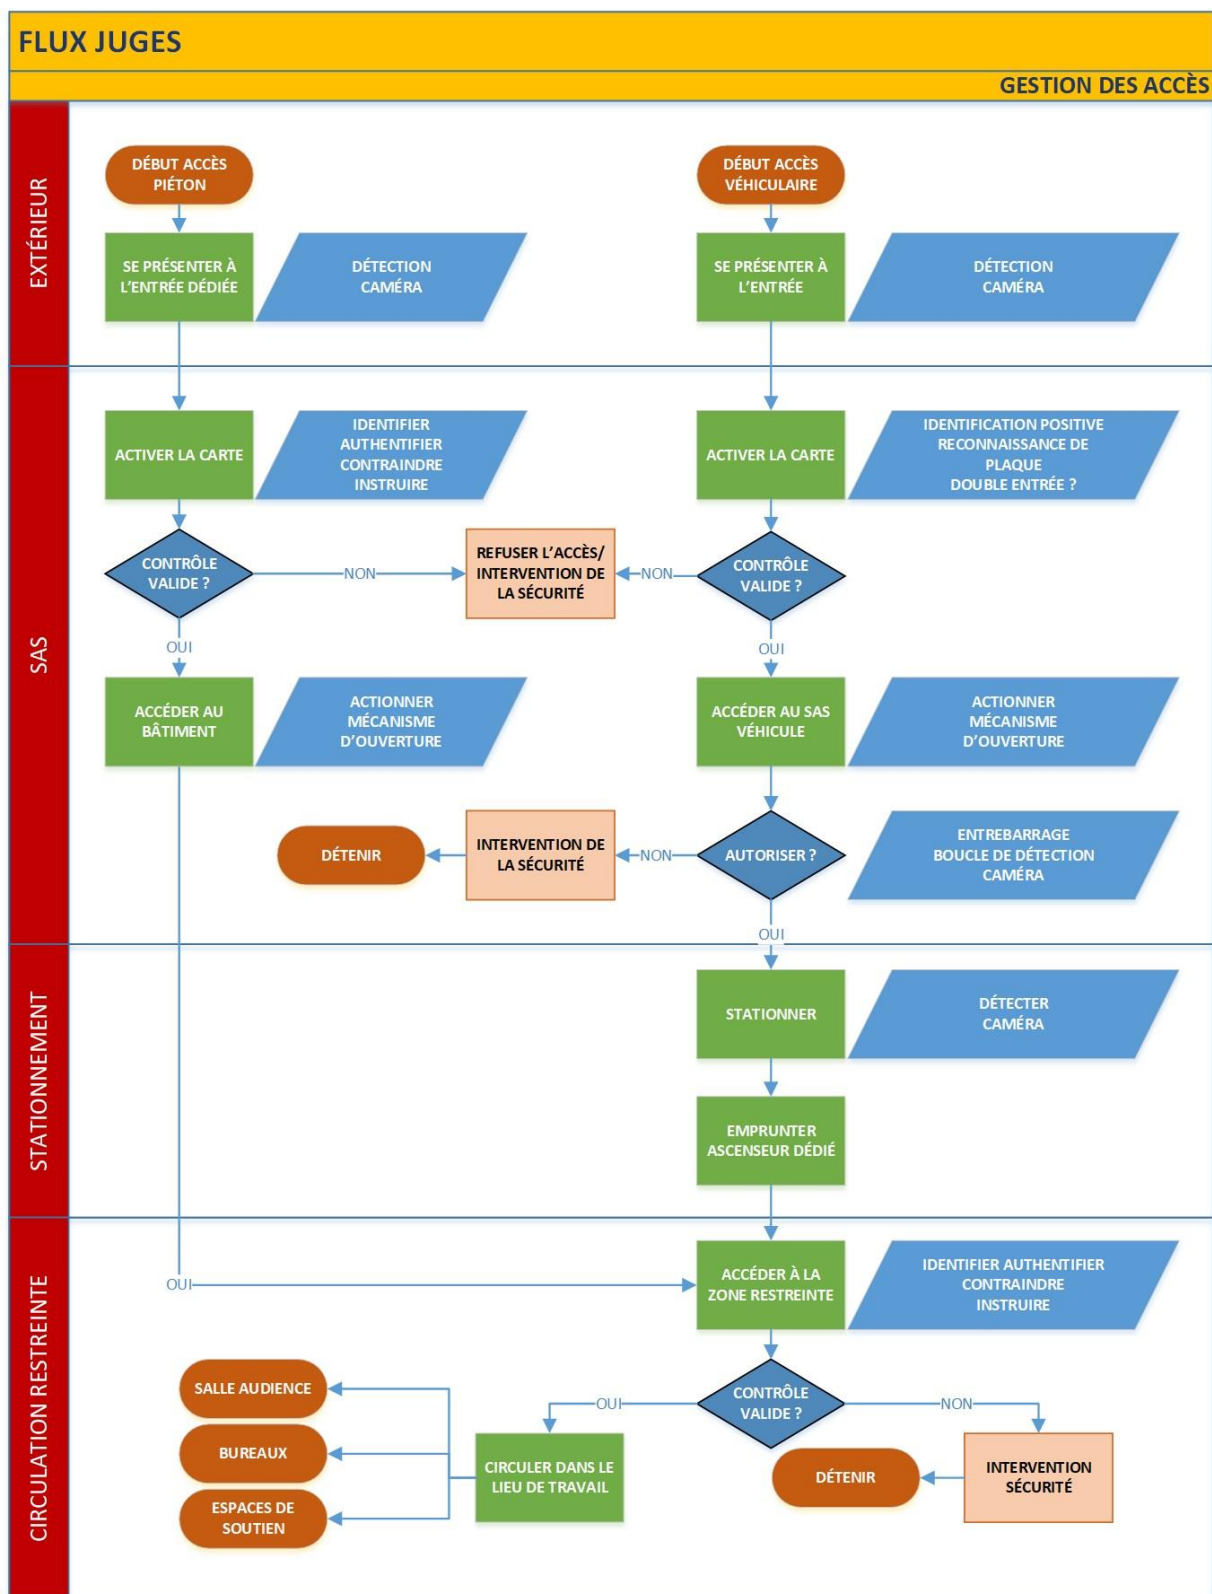 FLUX JUGES
GESTION DES ACCÈS
EXTÉRIEUR
DÉBUT ACCÈS
PIÉTON
DÉBUT ACCÈS
VÉHICULAIRE
SE PRÉSENTER À
L'ENTRÉE DÉDIÉE
DÉTECTION
CAMÉRA
SE PRÉSENTER À
L'ENTRÉE
DÉTECTION
CAMÉRA
SAS
ACTIVER LA CARTE
IDENTIFIER
AUTHENTIFIER
CONTRAINDRE
INSTRUIRE
ACTIVER LA CARTE
IDENTIFICATION POSITIVE
RECONNAISSANCE DE
PLAQUE
DOUBLE ENTRÉE ?
CONTRÔLE
VALIDE ?
NON
REFUSER L'ACCÈS/
INTERVENTION DE
LA SÉCURITÉ
NON
CONTRÔLE
VALIDE ?
OUI
OUI
ACCÉDER AU
BÂTIMENT
ACTIONNER
MÉCANISME
D'OUVERTURE
ACCÉDER AU SAS
VÉHICULE
ACTIONNER
MÉCANISME
D'OUVERTURE
DÉTENIR
INTERVENTION DE
LA SÉCURITÉ
NON
AUTORISER ?
ENTREBARRAGE
BOUCLE DE DÉTECTION
CAMÉRA
OUI
STATIONNEMENT
STATIONNER
DÉTECTER
CAMÉRA
EMPRUNTER
ASCENSEUR DÉDIÉ
CIRCULATION RESTREINTE
OUI
ACCÉDER À LA
ZONE RESTREINTE
IDENTIFIER AUTHENTIFIER
CONTRAINDRE
INSTRUIRE
SALLE AUDIENCE
OUI
CONTRÔLE
VALIDE ?
NON
BUREAUX
CIRCULER DANS LE
LIEU DE TRAVAIL
DÉTENIR
INTERVENTION
SÉCURITÉ
ESPACES DE
SOUTIEN